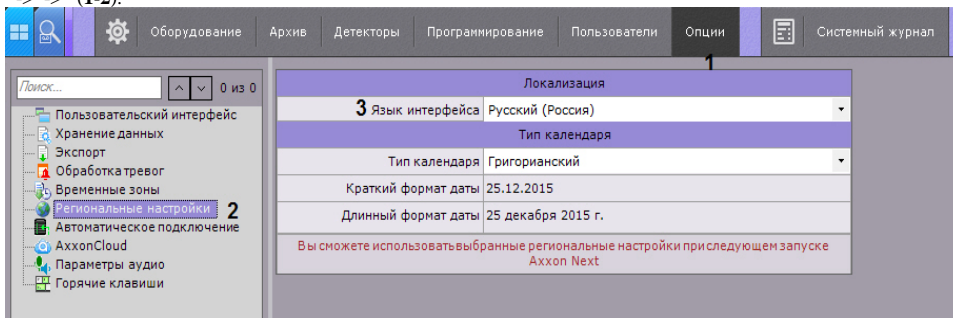 -> -> (1-2).
Оборудование Архив Детекторы Программирование Пользователи Опции Системный журнал
1
Поиск... 0 из 0
Пользовательский интерфейс
Хранение данных
Экспорт
Обработка тревог
Временные зоны
Региональные настройки 2
Автоматическое подключение
AxxonCloud
Параметры аудио
Горячие клавиши
Локализация
3 Язык интерфейса Русский (Россия)
Тип календаря
Тип календаря Григорианский
Краткий формат даты 25.12.2015
Длинный формат даты 25 декабря 2015 г.
Вы сможете использовать выбранные региональные настройки при следующем запуске
Axxon Next